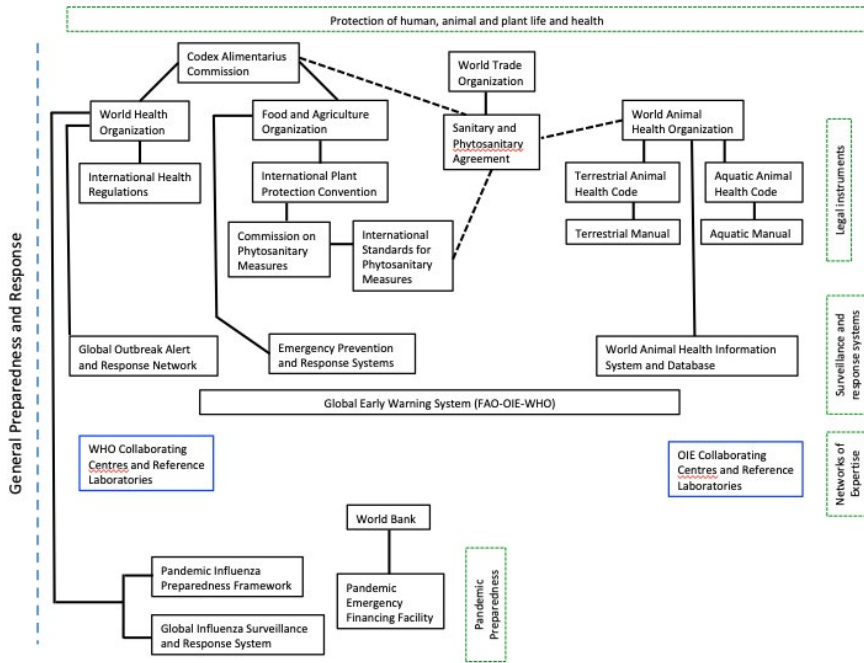 Protection of human, animal and plant life and health
Codex Alimentarius
Commission
World Trade
Organization
World Health
Organization
Food and Agriculture
Organization
Sanitary and
Phytosanitary
Agreement
World Animal
Health Organization
International Health
Regulations
International Plant
Protection Convention
Terrestrial Animal
Health Code
Aquatic Animal
Health Code
Commission on
Phytosanitary
Measures
International
Standards for
Phytosanitary
Measures
Terrestrial Manual
Aquatic Manual
Legal instruments
General Preparedness and Response
Global Outbreak Alert
and Response Network
Emergency Prevention
and Response Systems
World Animal Health Information
System and Database
Surveillance and
response systems
Global Early Warning System (FAO-OIE-WHO)
WHO Collaborating
Centres and Reference
Laboratories
OIE Collaborating
Centres and Reference
Laboratories
Networks of
Expertise
World Bank
Pandemic Influenza
Preparedness Framework
Pandemic
Emergency
Financing Facility
Pandemic
Preparedness
Global Influenza Surveillance
and Response System